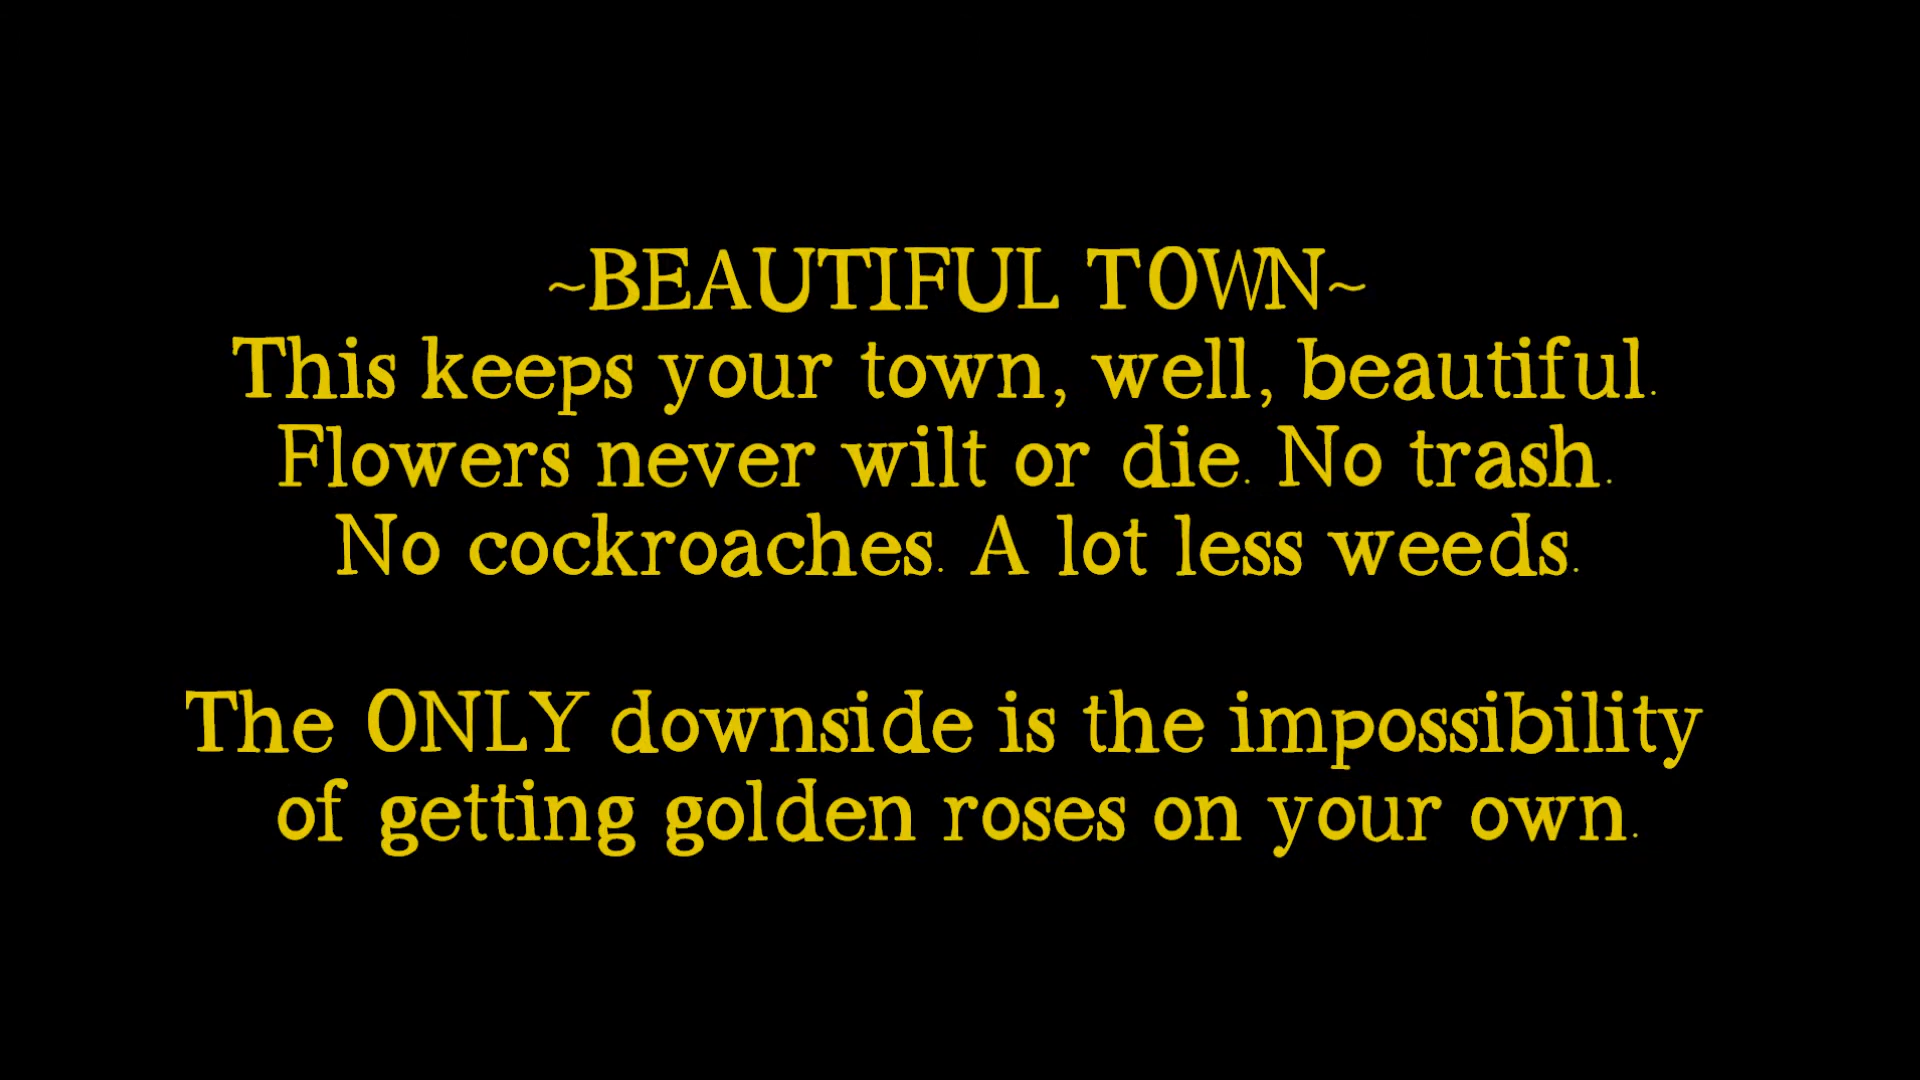 ~BEAUTIFUL TOWN~
This keeps your town, well, beautiful.
Flowers never wilt or die. No trash.
No cockroaches. A lot less weeds.
The ONLY downside is the impossibility
of getting golden roses on your own.